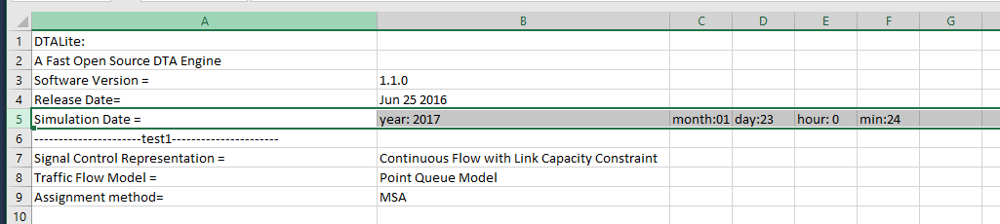 A B C D E F G
1 DTALite:
2 A Fast Open Source DTA Engine
3 Software Version = 1.1.0
4 Release Date= Jun 25 2016
5 Simulation Date = year: 2017 month:01 day:23 hour: 0 min:24
6 ----------------------test1----------------------
7 Signal Control Representation = Continuous Flow with Link Capacity Constraint
8 Traffic Flow Model = Point Queue Model
9 Assignment method= MSA
10